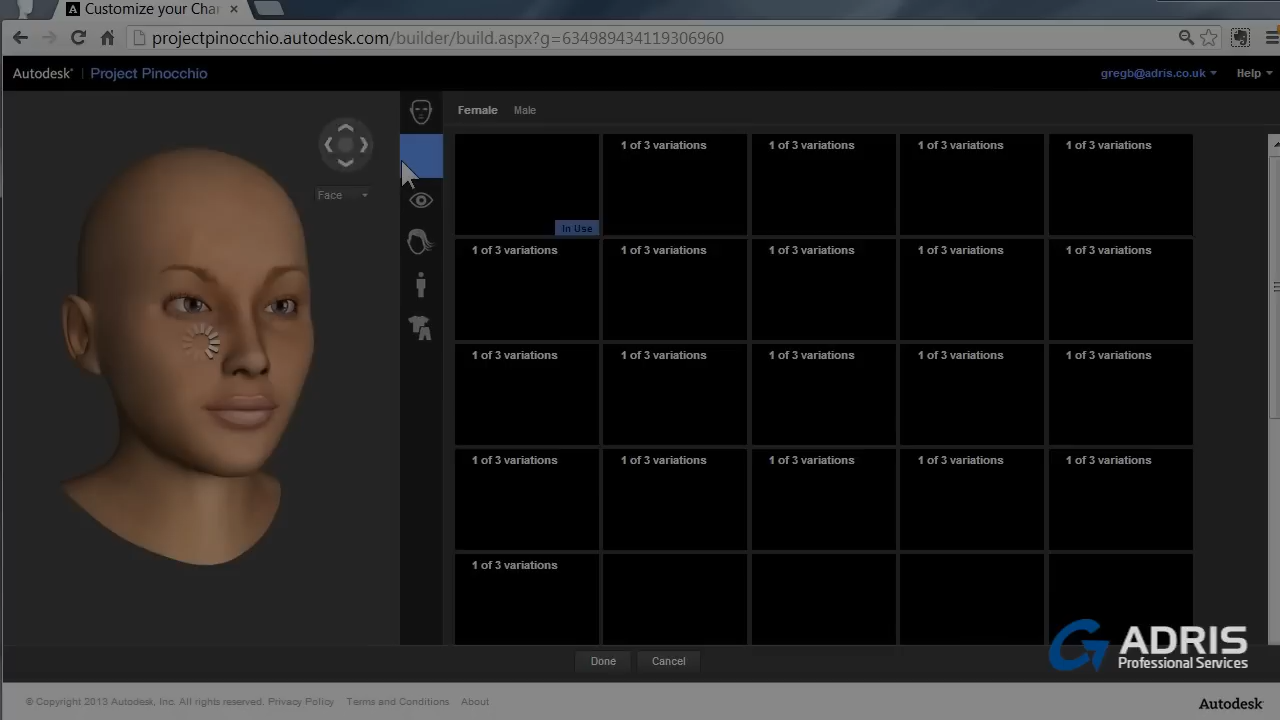 Customize your Cha
projectpinocchio.autodesk.com/builder/build.aspx?g=634989434119306960
Autodesk | Project Pinocchio
gregb@adris.co.uk Help
Female Male
Face
1 of 3 variations 1 of 3 variations 1 of 3 variations 1 of 3 variations
In Use
1 of 3 variations 1 of 3 variations 1 of 3 variations 1 of 3 variations 1 of 3 variations
1 of 3 variations 1 of 3 variations 1 of 3 variations 1 of 3 variations 1 of 3 variations
1 of 3 variations 1 of 3 variations 1 of 3 variations 1 of 3 variations 1 of 3 variations
1 of 3 variations
ADRIS
Professional Services
Done Cancel
© Copyright 2013 Autodesk, Inc. All rights reserved. Privacy Policy Terms and Conditions About
Autodesk